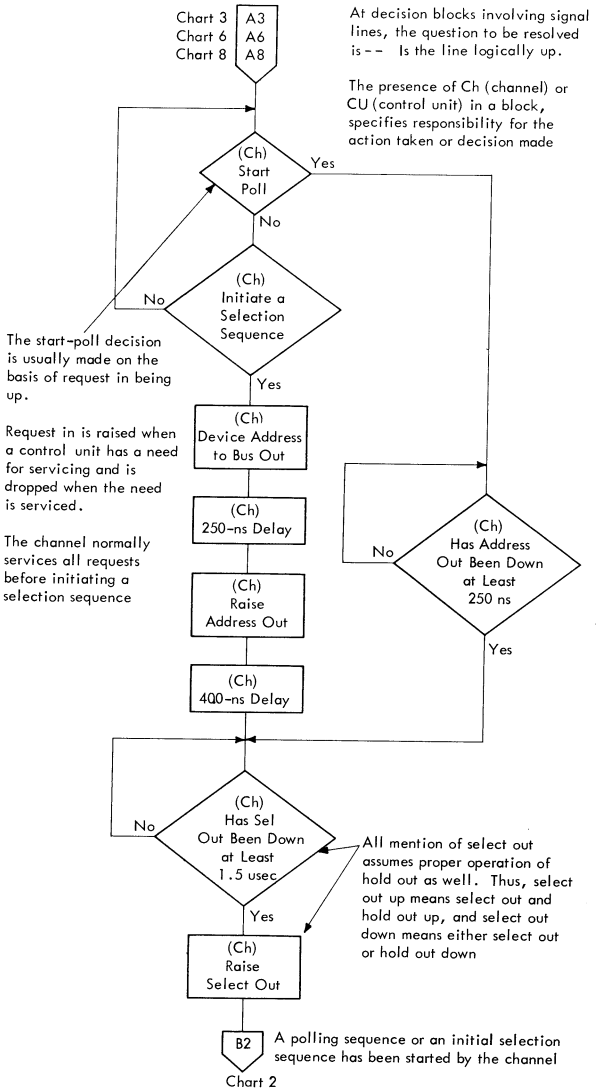 Chart 3 A3
Chart 6 A6
Chart 8 A8
At decision blocks involving signal
lines, the question to be resolved
is -- Is the line logically up.
The presence of Ch (channel) or
CU (control unit) in a block,
specifies responsibility for the
action taken or decision made
(Ch)
Start
Poll
Yes
No
(Ch)
Initiate a
Selection
Sequence
No
Yes
The start-poll decision
is usually made on the
basis of request in being
up.
Request in is raised when
a control unit has a need
for servicing and is
dropped when the need
is serviced.
The channel normally
services all requests
before initiating a
selection sequence
(Ch)
Device Address
to Bus Out
(Ch)
250-ns Delay
(Ch)
Raise
Address Out
(Ch)
400-ns Delay
(Ch)
Has Address
Out Been Down
at Least
250 ns
No
Yes
(Ch)
Has Sel
Out Been Down
at Least
1.5 usec
No
Yes
All mention of select out
assumes proper operation of
hold out as well. Thus, select
out up means select out and
hold out up, and select out
down means either select out
or hold out down
(Ch)
Raise
Select Out
B2
A polling sequence or an initial selection
sequence has been started by the channel
Chart 2